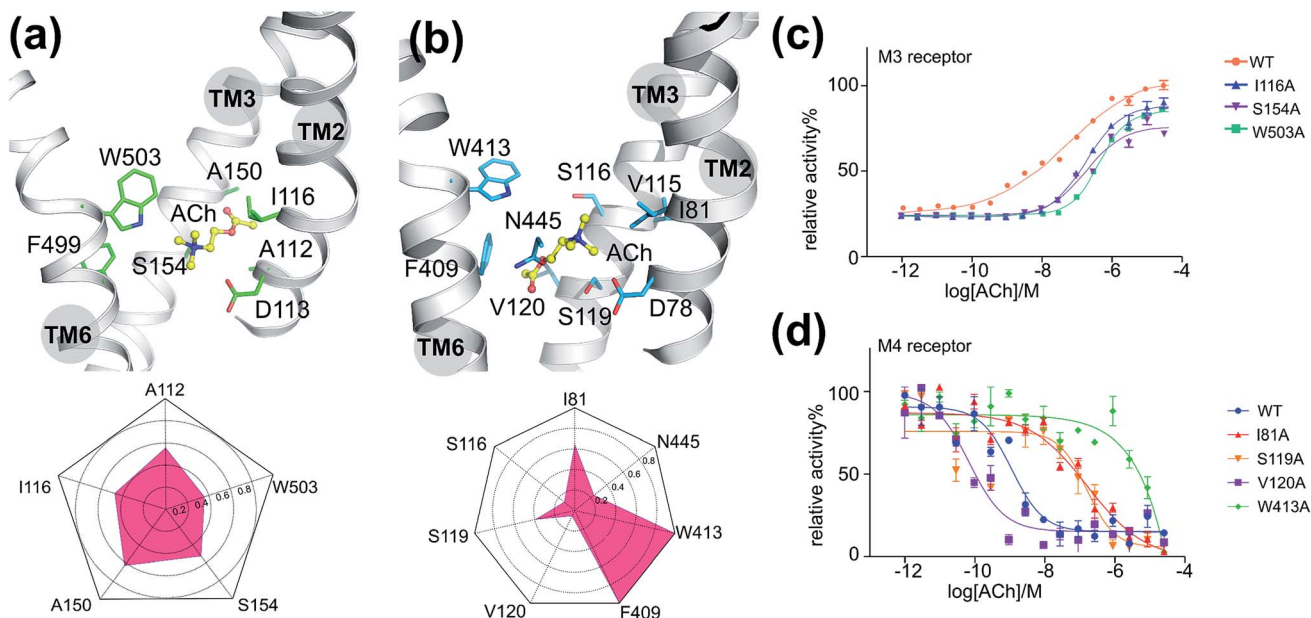 (a)
TM3
TM2
W503
A150
I116
ACh
F499
S154
A112
D113
TM6
A112
I116
W503
0.2
0.4
0.6
0.8
A150
S154
(b)
TM3
TM2
W413
S116
V115
I81
N445
ACh
F409
V120
S119
D78
TM6
I81
S116
N445
0.8
0.6
0.4
0.2
S119
W413
V120
F409
(c)
M3 receptor
relative activity%
100
50
0
-12
-10
-8
-6
-4
log[ACh]/M
WT
I116A
S154A
W503A
(d)
M4 receptor
relative activity%
100
50
0
-12
-10
-8
-6
-4
log[ACh]/M
WT
I81A
S119A
V120A
W413A